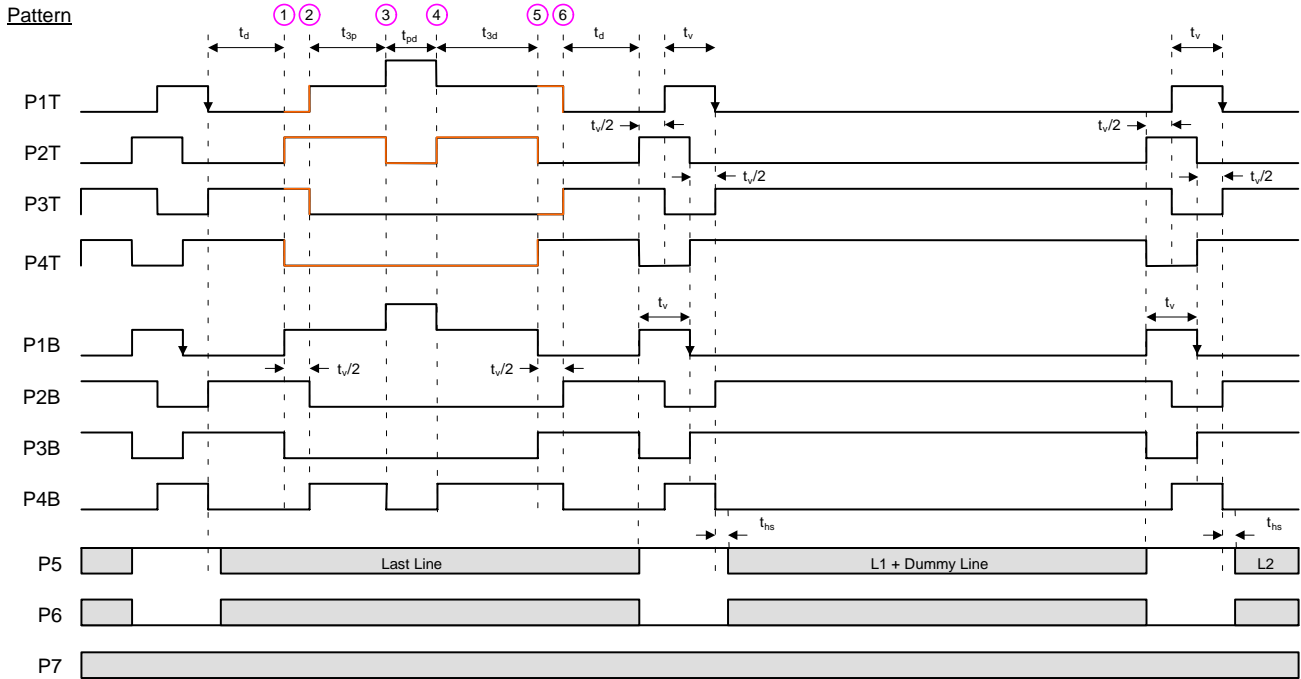 Pattern
1 2 3 4 5 6
td t3p tpd t3d td tv tv
P1T
tv/2 tv/2
P2T
tv/2 tv/2
P3T
P4T
tv tv
P1B
tv/2 tv/2
P2B
P3B
P4B
ths ths
P5 Last Line L1 + Dummy Line L2
P6
P7